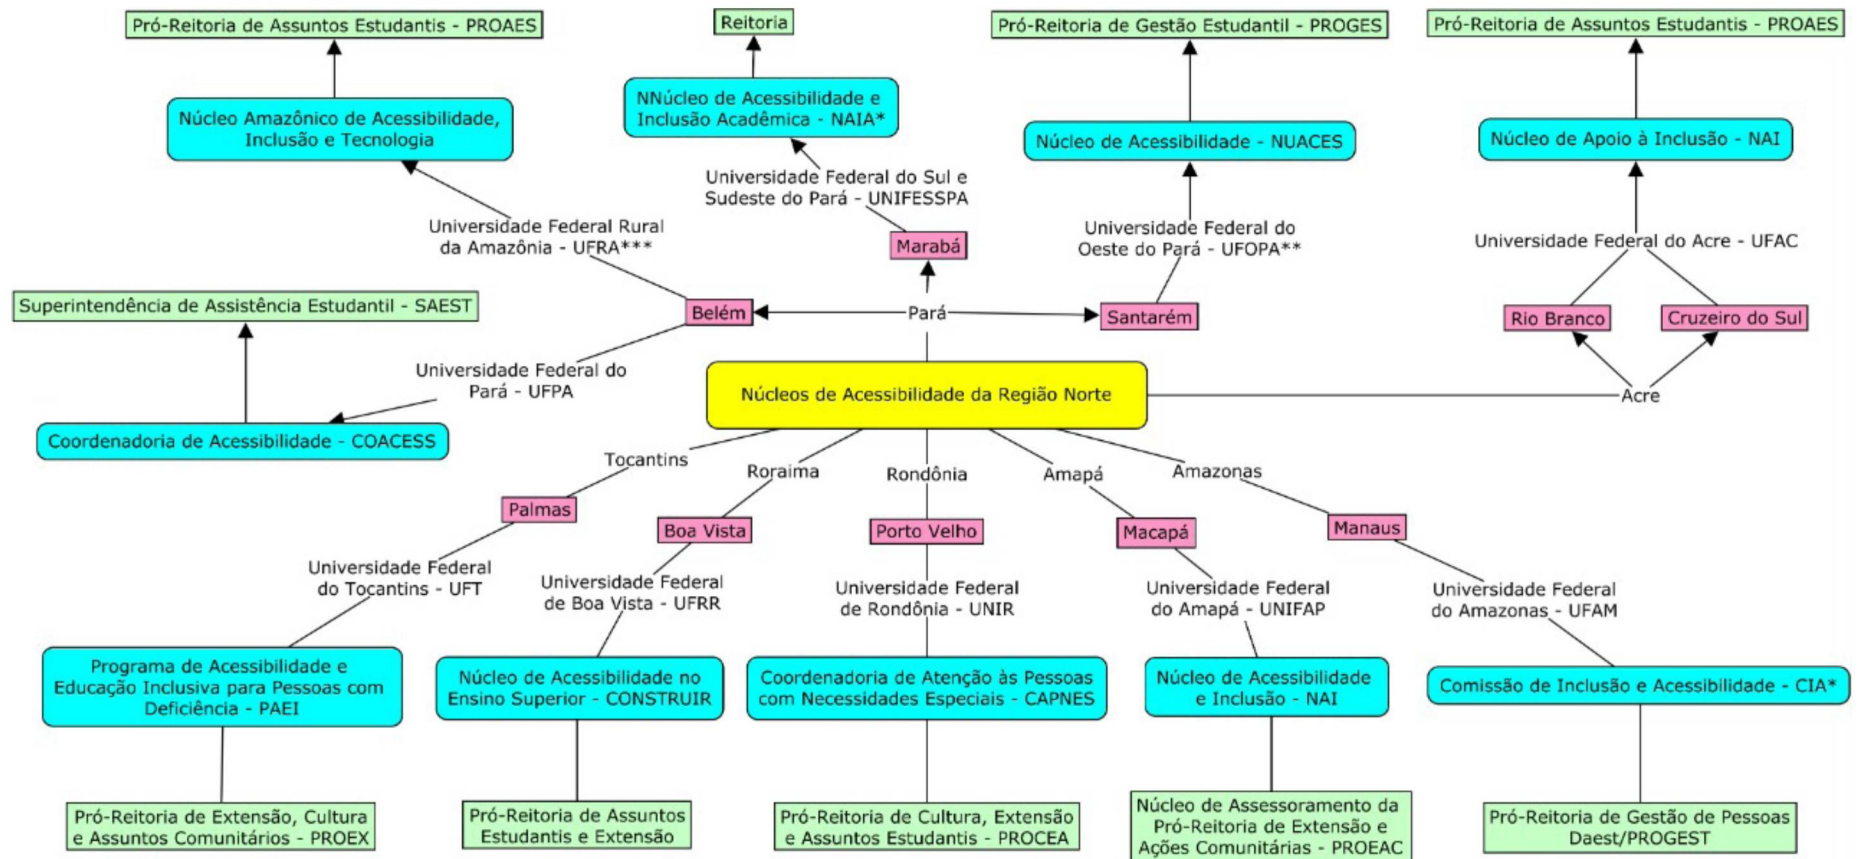 Pró-Reitoria de Assuntos Estudantis - PROAES
Reitoria
Pró-Reitoria de Gestão Estudantil - PROGES
Pró-Reitoria de Assuntos Estudantis - PROAES
Núcleo Amazônico de Acessibilidade,
Inclusão e Tecnologia
NNúcleo de Acessibilidade e
Inclusão Acadêmica - NAIA*
Núcleo de Acessibilidade - NUACES
Núcleo de Apoio à Inclusão - NAI
Universidade Federal Rural
da Amazônia - UFRA***
Universidade Federal do Sul e
Sudeste do Pará - UNIFESSPA
Universidade Federal do
Oeste do Pará - UFOPA**
Universidade Federal do Acre - UFAC
Marabá
Superintendência de Assistência Estudantil - SAEST
Belém
Pará
Santarém
Rio Branco
Cruzeiro do Sul
Universidade Federal do
Pará - UFPA
Núcleos de Acessibilidade da Região Norte
Acre
Coordenadoria de Acessibilidade - COACESS
Tocantins
Roraima
Rondônia
Amapá
Amazonas
Palmas
Boa Vista
Porto Velho
Macapá
Manaus
Universidade Federal
do Tocantins - UFT
Universidade Federal
de Boa Vista - UFRR
Universidade Federal
de Rondônia - UNIR
Universidade Federal
do Amapá - UNIFAP
Universidade Federal
do Amazonas - UFAM
Programa de Acessibilidade e
Educação Inclusiva para Pessoas com
Deficiência - PAEI
Núcleo de Acessibilidade no
Ensino Superior - CONSTRUIR
Coordenadoria de Atenção às Pessoas
com Necessidades Especiais - CAPNES
Núcleo de Acessibilidade
e Inclusão - NAI
Comissão de Inclusão e Acessibilidade - CIA*
Pró-Reitoria de Extensão, Cultura
e Assuntos Comunitários - PROEX
Pró-Reitoria de Assuntos
Estudantis e Extensão
Pró-Reitoria de Cultura, Extensão
e Assuntos Estudantis - PROCEA
Núcleo de Assessoramento da
Pró-Reitoria de Extensão e
Ações Comunitárias - PROEAC
Pró-Reitoria de Gestão de Pessoas
Daest/PROGEST